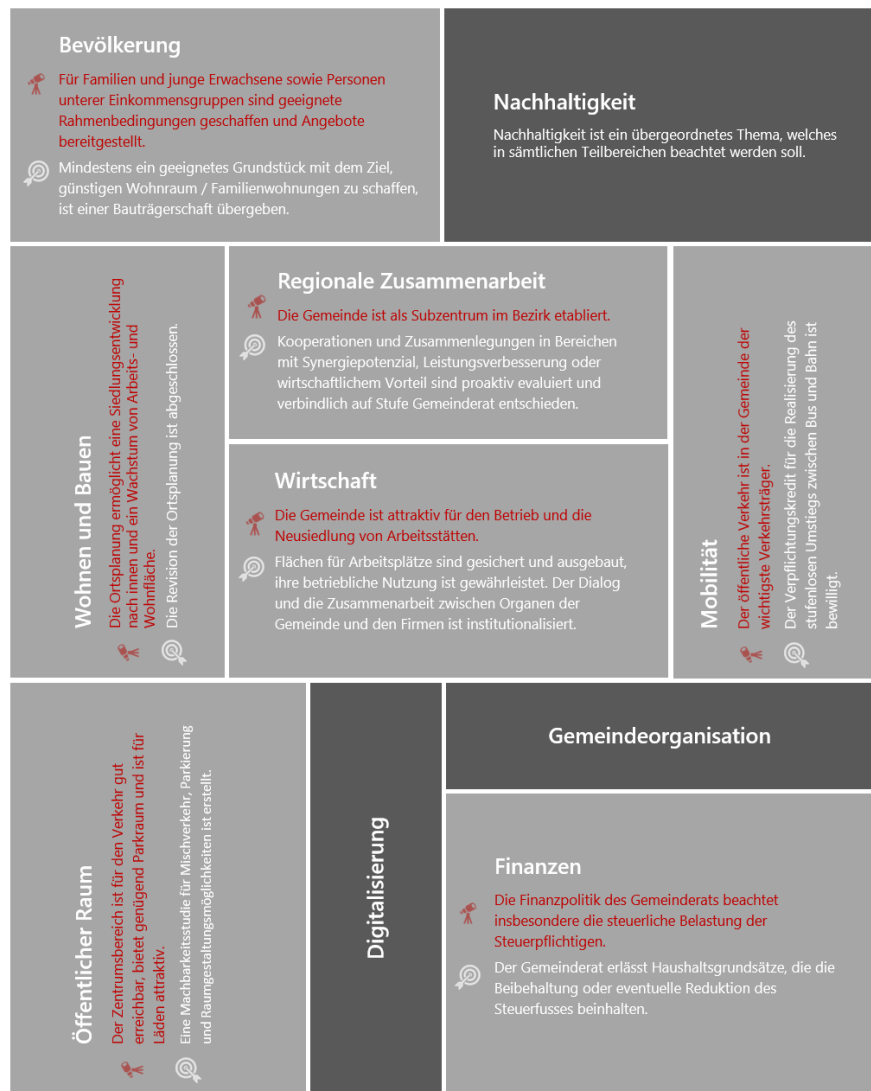 Bevölkerung
Für Familien und junge Erwachsene sowie Personen
unterer Einkommensgruppen sind geeignete
Rahmenbedingungen geschaffen und Angebote
bereitgestellt.
Mindestens ein geeignetes Grundstück mit dem Ziel,
günstigen Wohnraum / Familienwohnungen zu schaffen,
ist einer Bauträgerschaft übergeben.
Nachhaltigkeit
Nachhaltigkeit ist ein übergeordnetes Thema, welches
in sämtlichen Teilbereichen beachtet werden soll.
Wohnen und Bauen
Die Ortsplanung ermöglicht eine Siedlungsentwicklung
nach innen und ein Wachstum von Arbeits- und
Wohnfläche.
Die Revision der Ortsplanung ist abgeschlossen.
Regionale Zusammenarbeit
Die Gemeinde ist als Subzentrum im Bezirk etabliert.
Kooperationen und Zusammenlegungen in Bereichen
mit Synergiepotenzial, Leistungsverbesserung oder
wirtschaftlichem Vorteil sind proaktiv evaluiert und
verbindlich auf Stufe Gemeinderat entschieden.
Wirtschaft
Die Gemeinde ist attraktiv für den Betrieb und die
Neusiedlung von Arbeitsstätten.
Flächen für Arbeitsplätze sind gesichert und ausgebaut,
ihre betriebliche Nutzung ist gewährleistet. Der Dialog
und die Zusammenarbeit zwischen Organen der
Gemeinde und den Firmen ist institutionalisiert.
Mobilität
Der öffentliche Verkehr ist in der Gemeinde der
wichtigste Verkehrsträger.
Der Verpflichtungskredit für die Realisierung des
stufenlosen Umstiegs zwischen Bus und Bahn ist
bewilligt.
Öffentlicher Raum
Der Zentrumsbereich ist für den Verkehr gut
erreichbar, bietet genügend Parkraum und ist für
Läden attraktiv.
Eine Machbarkeitsstudie für Mischverkehr, Parkierung
und Raumgestaltungsmöglichkeiten ist erstellt.
Digitalisierung
Gemeindeorganisation
Finanzen
Die Finanzpolitik des Gemeinderats beachtet
insbesondere die steuerliche Belastung der
Steuerpflichtigen.
Der Gemeinderat erlässt Haushaltsgrundsätze, die die
Beibehaltung oder eventuelle Reduktion des
Steuerfusses beinhalten.